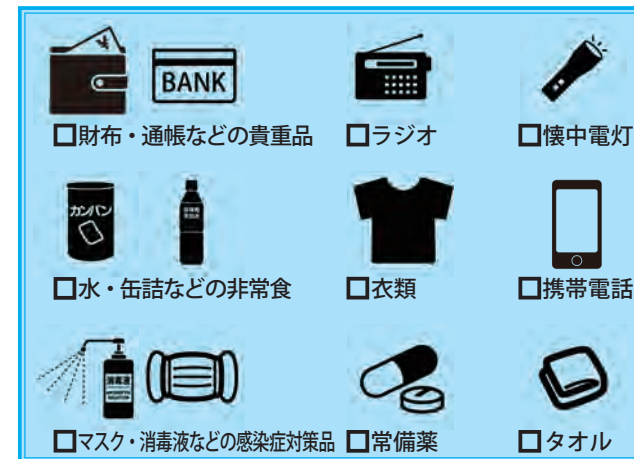 BANK
□財布・通帳などの貴重品
□ラジオ
□懐中電灯
カンパン
□水・缶詰などの非常食
□衣類
□携帯電話
消毒液
□マスク・消毒液などの感染症対策品
□常備薬
□タオル